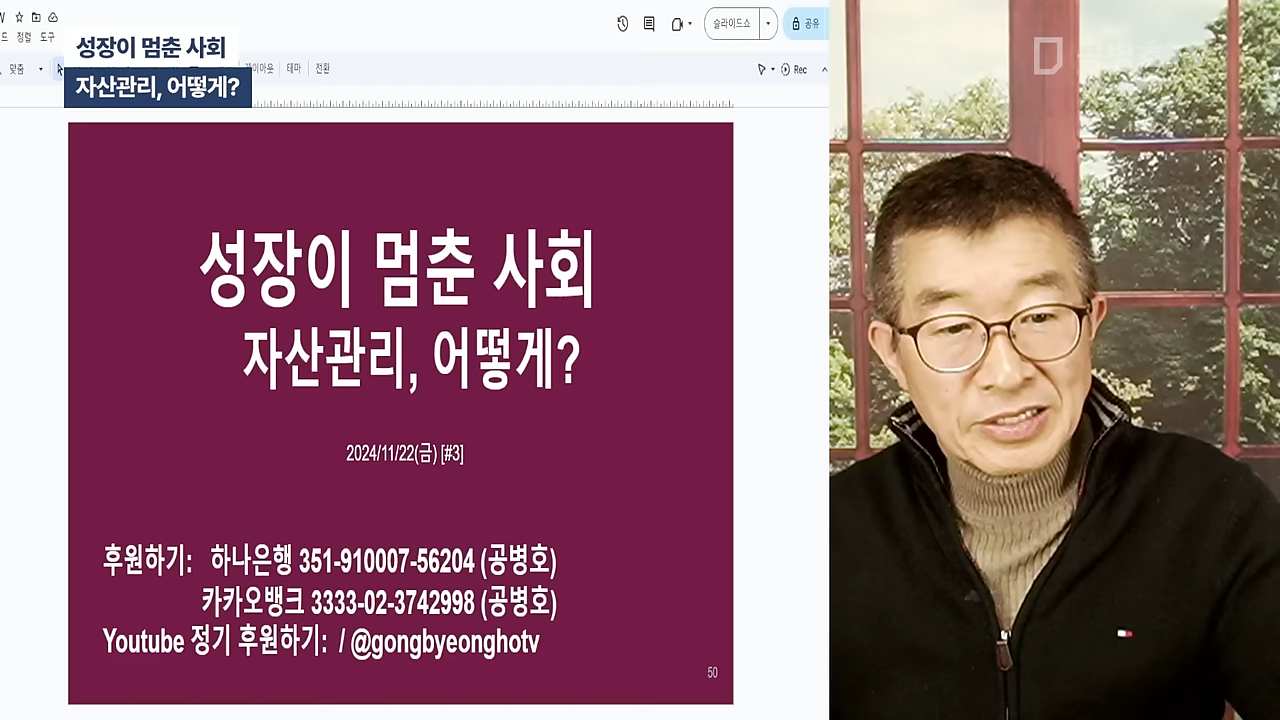 성장이 멈춘 사회
자산관리, 어떻게?
드 정렬 도구
맞춤
테마
전환
슬라이드쇼
공유
Rec
성장이 멈춘 사회
자산관리, 어떻게?
2024/11/22(금) [#3]
후원하기: 하나은행 351-910007-56204 (공병호)
카카오뱅크 3333-02-3742998 (공병호)
Youtube 정기 후원하기: / @gongbyeonghotv
50